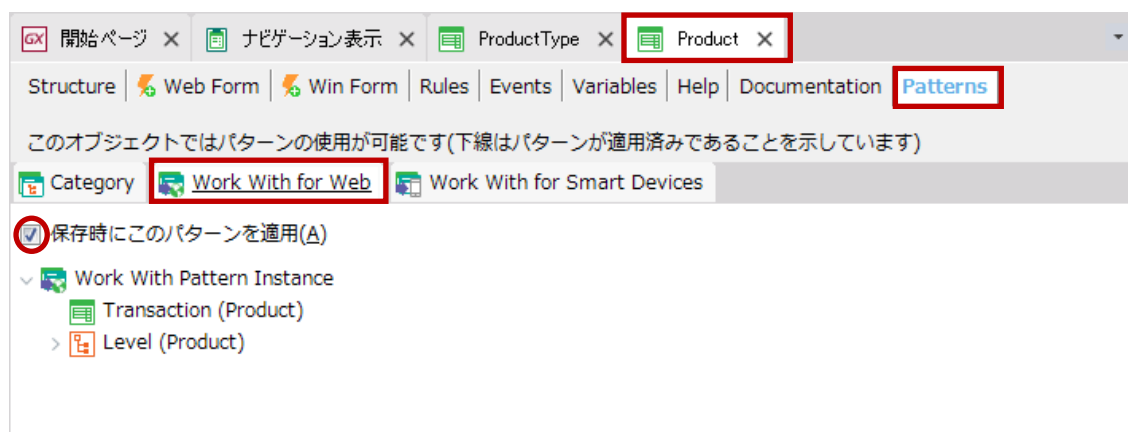 GX 開始ページ ナビゲーション表示 ProductType Product
Structure Web Form Win Form Rules Events Variables Help Documentation Patterns
このオブジェクトではパターンの使用が可能です(下線はパターンが適用済みであることを示しています)
Category Work With for Web Work With for Smart Devices
保存時にこのパターンを適用(A)
Work With Pattern Instance
Transaction (Product)
Level (Product)